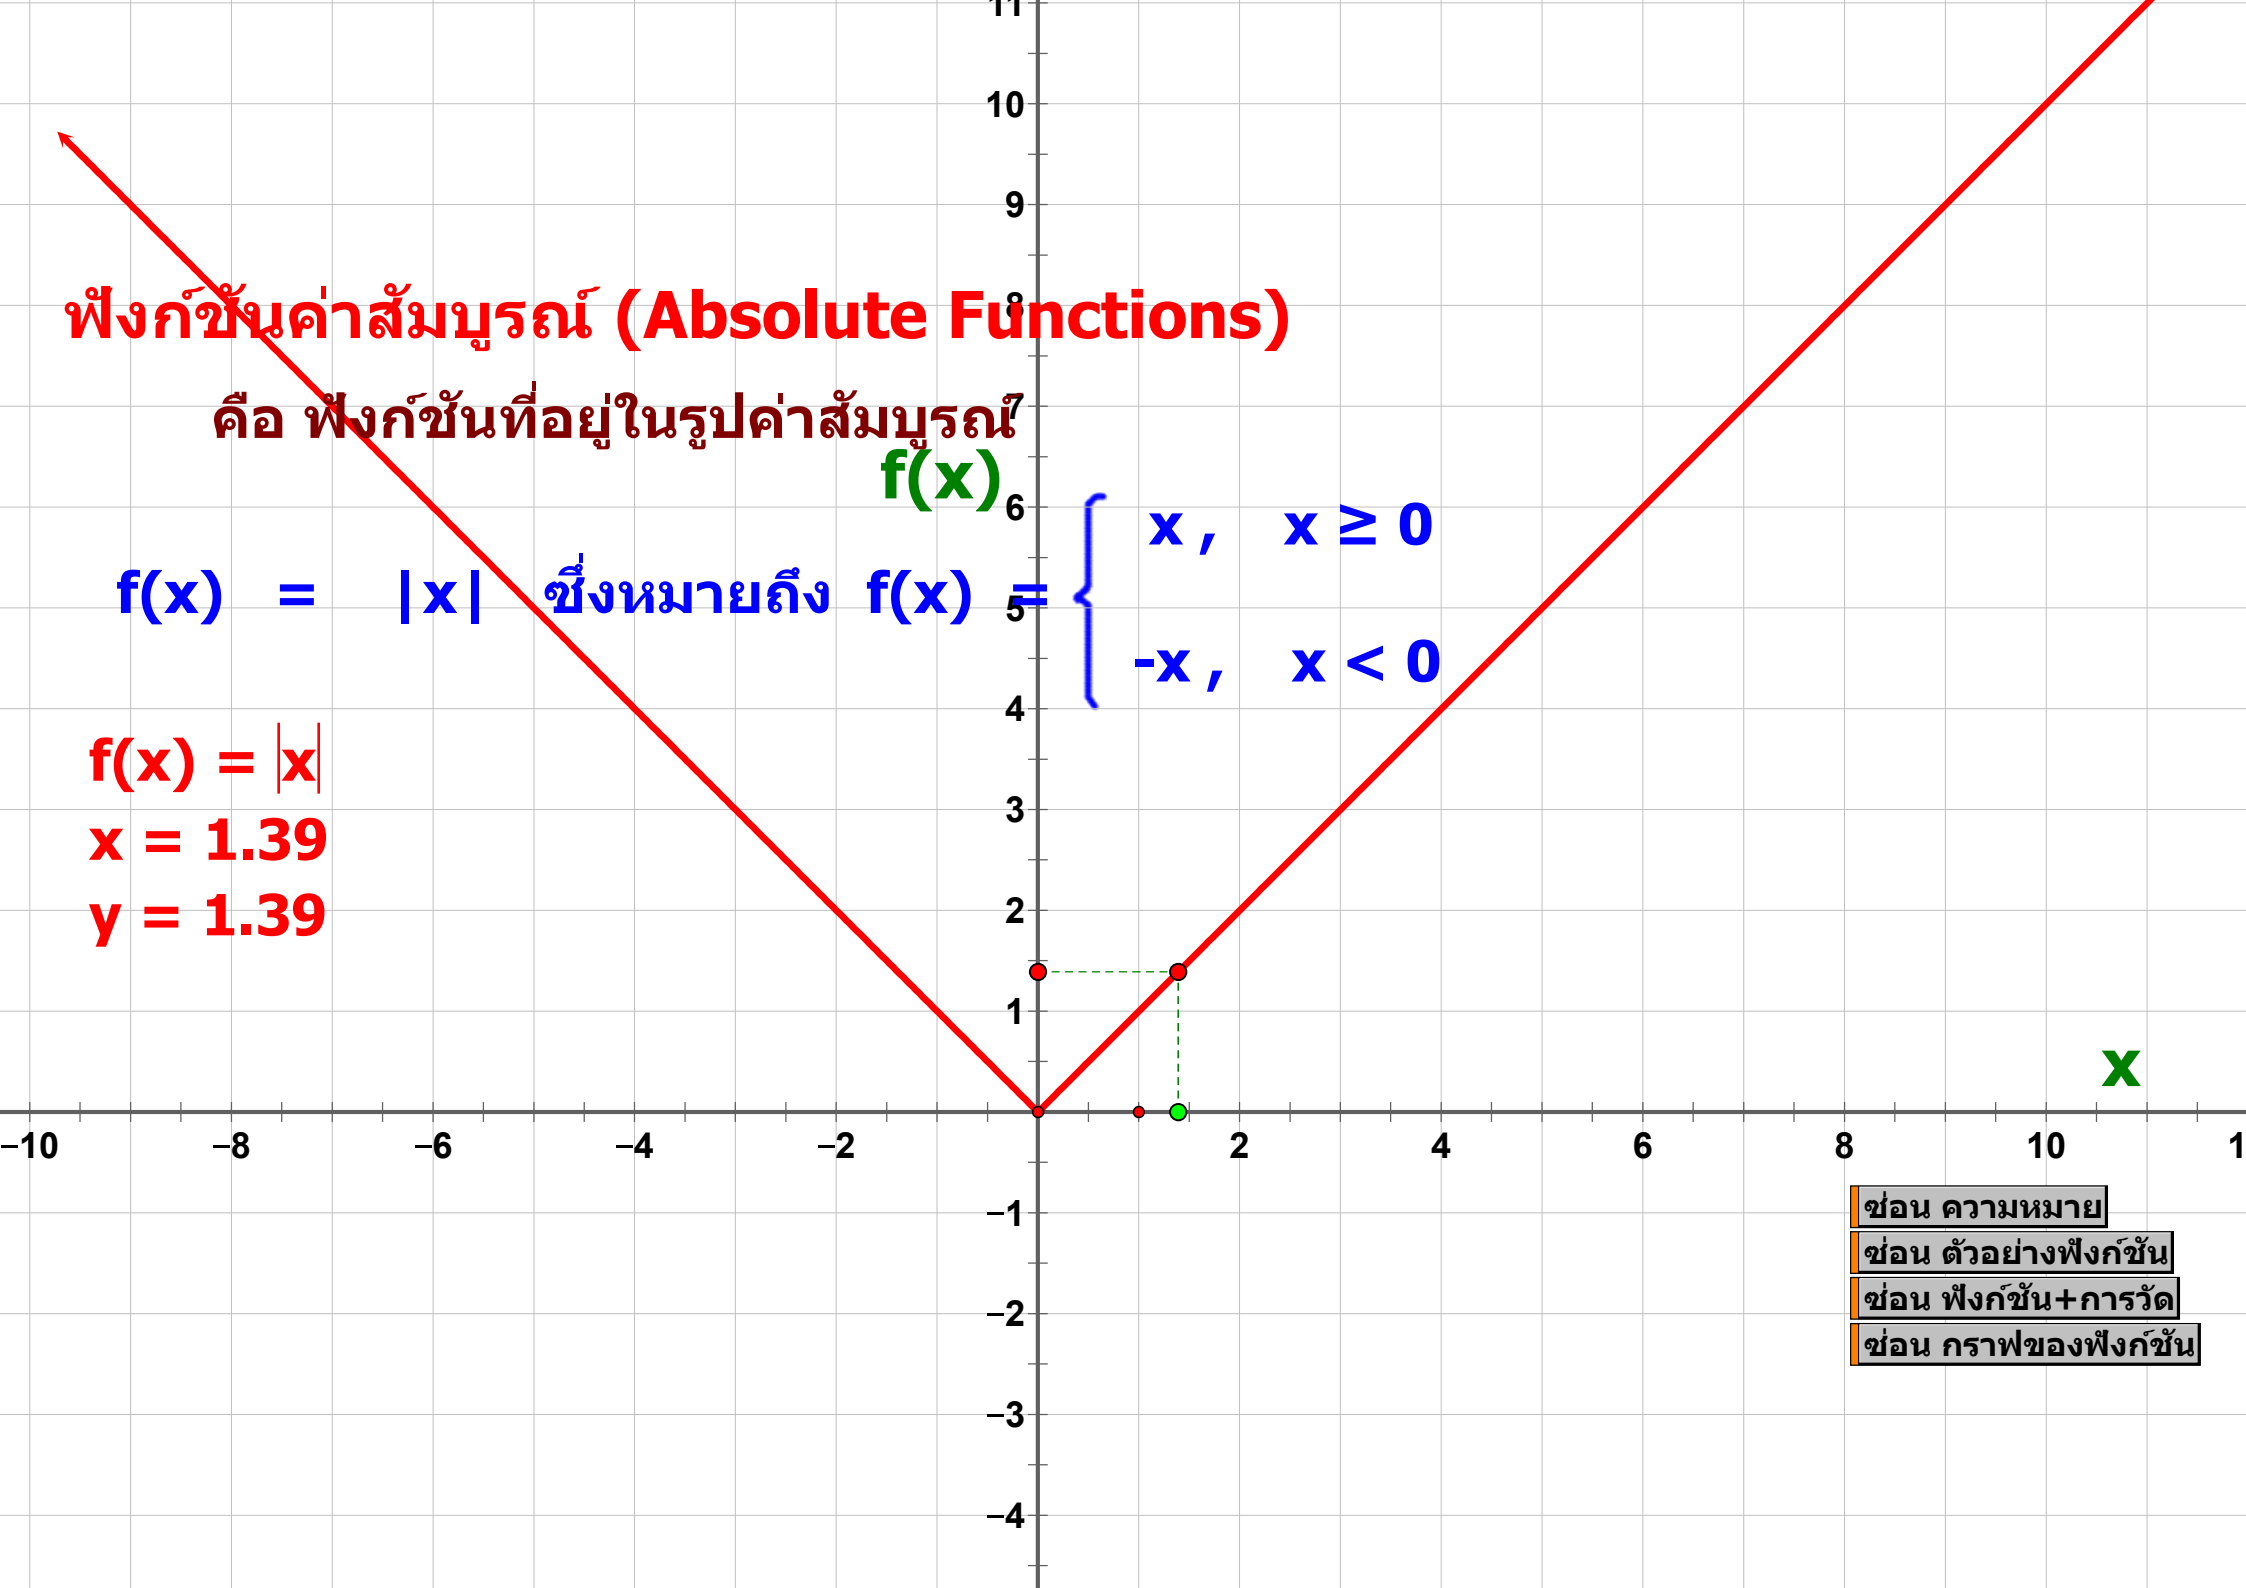 11
10
9
8
ฟังก์ชันค่าสัมบูรณ์ (Absolute Functions)
7
คือ ฟังก์ชันที่อยู่ในรูปค่าสัมบูรณ์
f(x)
6
x , x ≥ 0
f(x) = |x| ซึ่งหมายถึง f(x) =
5
-x , x < 0
4
f(x) = |x|
3
x = 1.39
2
y = 1.39
1
x
−10 −8 −6 −4 −2 2 4 6 8 10 1
−1
ซ่อน ความหมาย
ซ่อน ตัวอย่างฟังก์ชัน
−2
ซ่อน ฟังก์ชัน+การวัด
ซ่อน กราฟของฟังก์ชัน
−3
−4